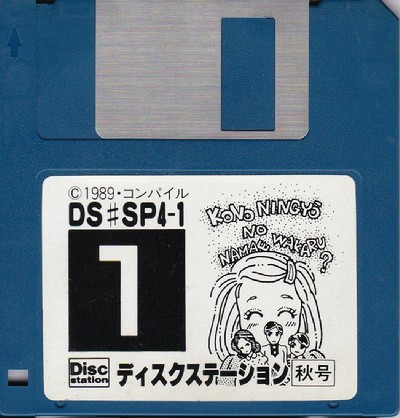 ©1989・コンパイル
DS♯SP4-1
KONO NINGYŌ
NO
NAMAE WAKARU
?
1
Disc station
ディスクステーション 秋号